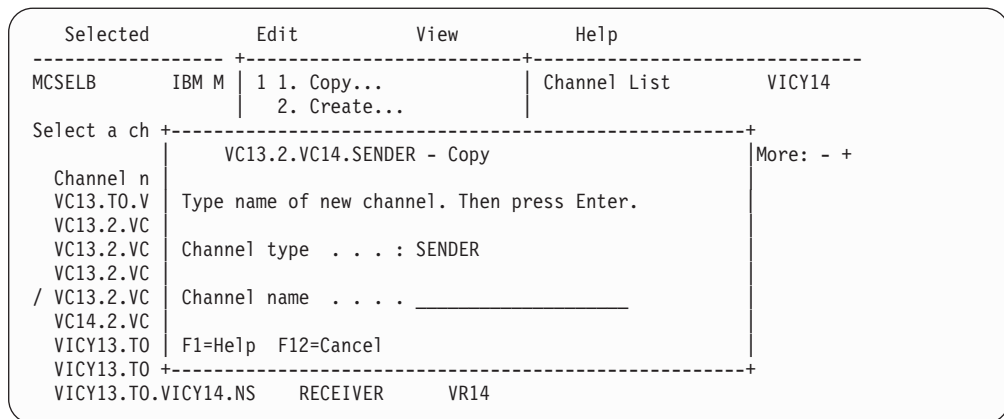 Selected Edit View Help
------------------ +---------------------------+-------------------------------
MCSELB IBM M | 1 1. Copy... | Channel List VICY14
| 2. Create... |
Select a ch +-------------------------------------------------------+
| VC13.2.VC14.SENDER - Copy |More: - +
Channel n | |
VC13.TO.V | Type name of new channel. Then press Enter. |
VC13.2.VC | |
VC13.2.VC | Channel type . . . : SENDER |
VC13.2.VC | |
/ VC13.2.VC | Channel name . . . . ____________________ |
VC14.2.VC | |
VICY13.TO | F1=Help F12=Cancel |
VICY13.TO +-------------------------------------------------------+
VICY13.TO.VICY14.NS RECEIVER VR14